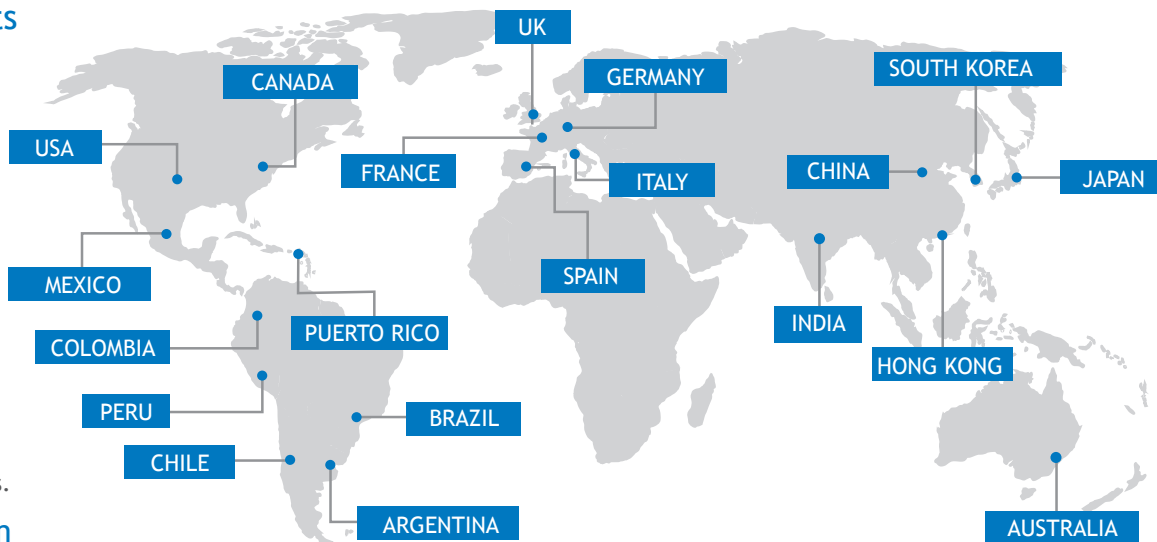 ts
UK
GERMANY
SOUTH KOREA
CANADA
USA
FRANCE
ITALY
CHINA
JAPAN
MEXICO
SPAIN
INDIA
PUERTO RICO
COLOMBIA
HONG KONG
PERU
BRAZIL
CHILE
s.
ARGENTINA
AUSTRALIA